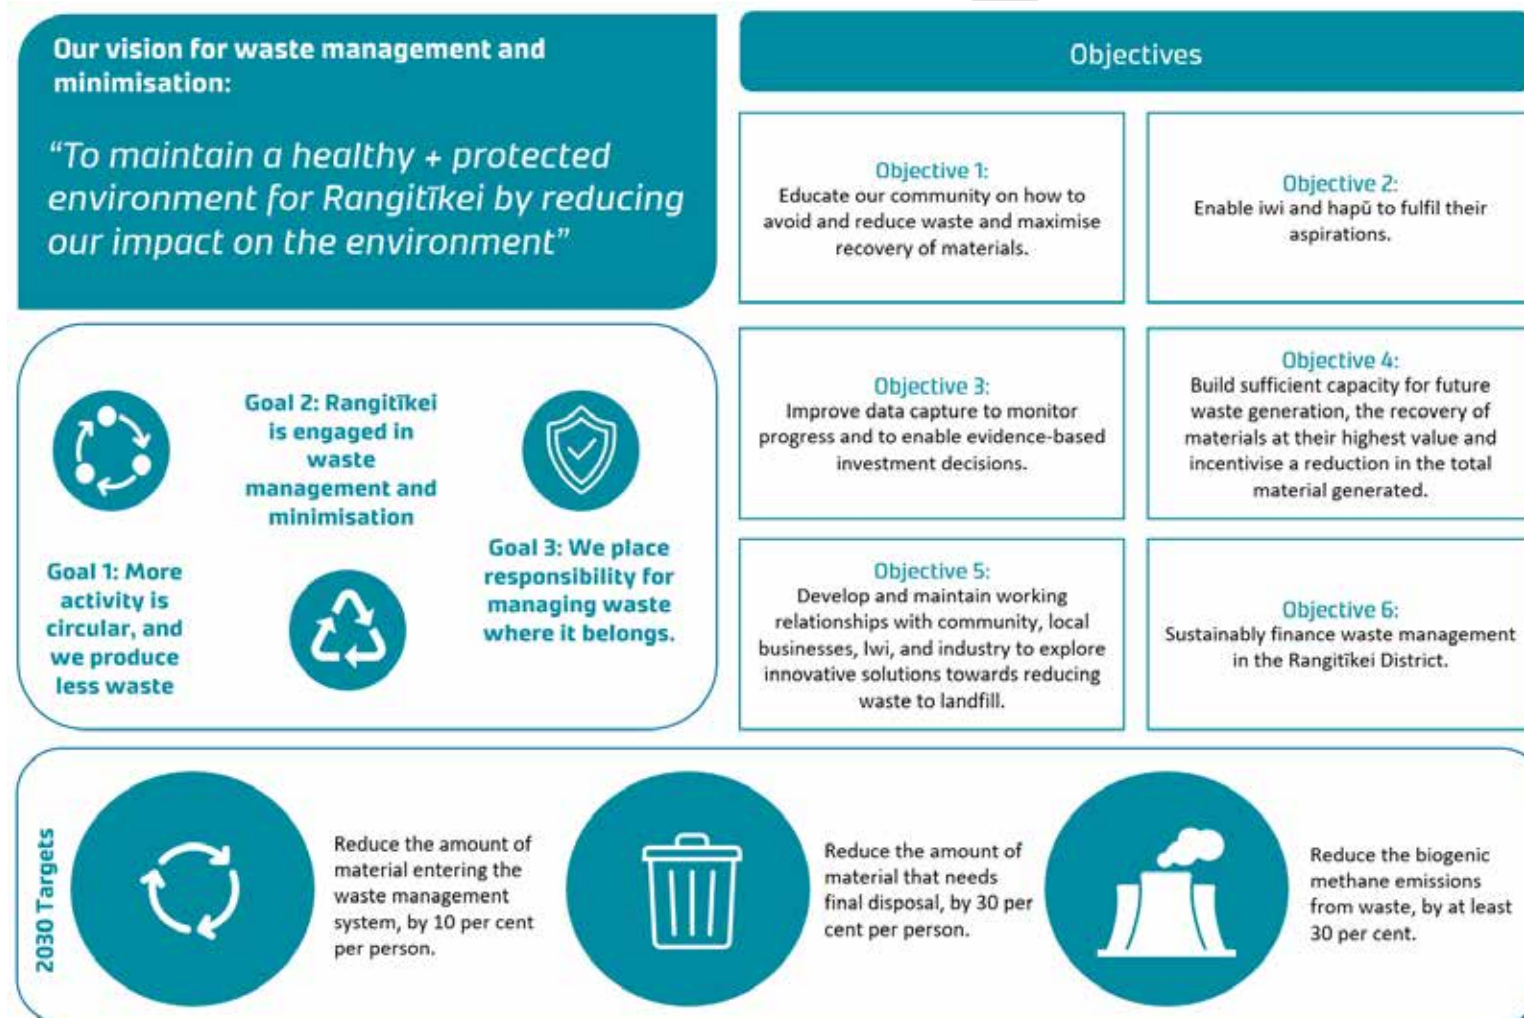 Our vision for waste management and
minimisation:
“To maintain a healthy + protected
environment for Rangitīkei by reducing
our impact on the environment”
Goal 1: More
activity is
circular, and
we produce
less waste
Goal 2: Rangitīkei
is engaged in
waste
management and
minimisation
Goal 3: We place
responsibility for
managing waste
where it belongs.
Objectives
Objective 1:
Educate our community on how to
avoid and reduce waste and maximise
recovery of materials.
Objective 2:
Enable iwi and hapū to fulfil their
aspirations.
Objective 3:
Improve data capture to monitor
progress and to enable evidence-based
investment decisions.
Objective 4:
Build sufficient capacity for future
waste generation, the recovery of
materials at their highest value and
incentivise a reduction in the total
material generated.
Objective 5:
Develop and maintain working
relationships with community, local
businesses, Iwi, and industry to explore
innovative solutions towards reducing
waste to landfill.
Objective 6:
Sustainably finance waste management
in the Rangitīkei District.
2030 Targets
Reduce the amount of
material entering the
waste management
system, by 10 per cent
per person.
Reduce the amount of
material that needs
final disposal, by 30 per
cent per person.
Reduce the biogenic
methane emissions
from waste, by at least
30 per cent.